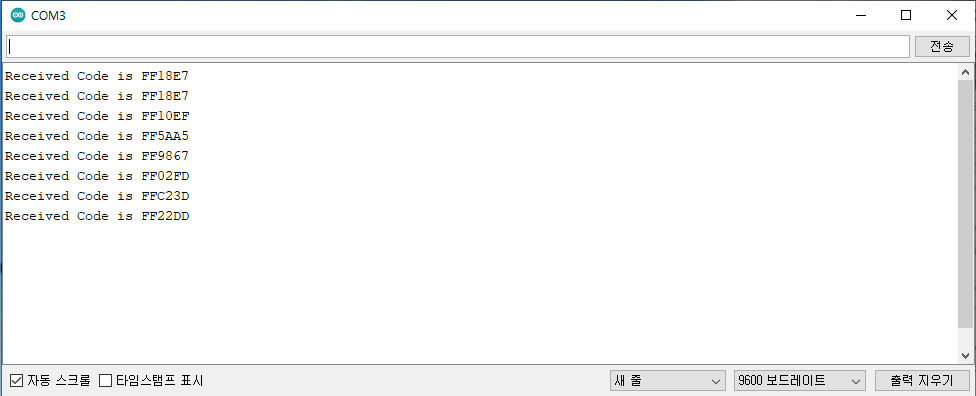 COM3
전송
Received Code is FF18E7
Received Code is FF18E7
Received Code is FF10EF
Received Code is FF5AA5
Received Code is FF9867
Received Code is FF02FD
Received Code is FFC23D
Received Code is FF22DD
자동 스크롤 타임스탬프 표시 새 줄 9600 보드레이트 출력 지우기